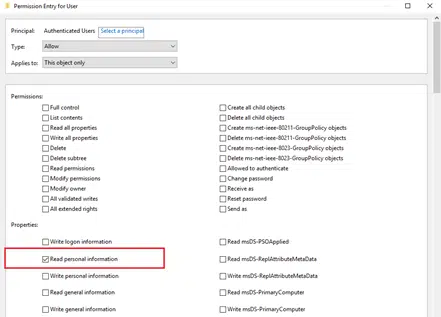 Permission Entry for User
Principal: Authenticated Users Select a principal
Type: Allow
Applies to: This object only
Permissions:
Full control Create all child objects
List contents Delete all child objects
Read all properties Create ms-net-ieee-80211-GroupPolicy objects
Write all properties Delete ms-net-ieee-80211-GroupPolicy objects
Delete Create ms-net-ieee-8023-GroupPolicy objects
Delete subtree Delete ms-net-ieee-8023-GroupPolicy objects
Read permissions Allowed to authenticate
Modify permissions Change password
Modify owner Receive as
All validated writes Reset password
All extended rights Send as
Properties:
Write logon information Read msDS-PSOApplied
Read personal information Read msDS-ReplAttributeMetaData
Write personal information Write msDS-ReplAttributeMetaData
Read general information Read msDS-PrimaryComputer
Write general information Write msDS-PrimaryComputer